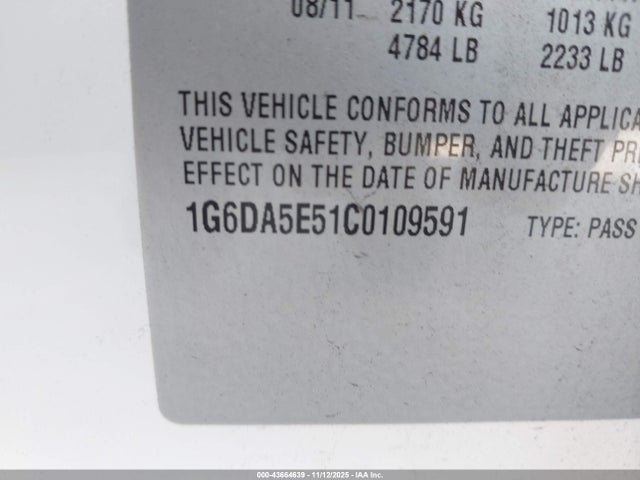 08/11 2170 KG 1013 KG
4784 LB 2233 LB
THIS VEHICLE CONFORMS TO ALL APPLICA
VEHICLE SAFETY, BUMPER, AND THEFT PR
EFFECT ON THE DATE OF MANUFACTURE SH
1G6DA5E51C0109591 TYPE: PASS
000-43664639 - 11/12/2025 - IAA Inc.